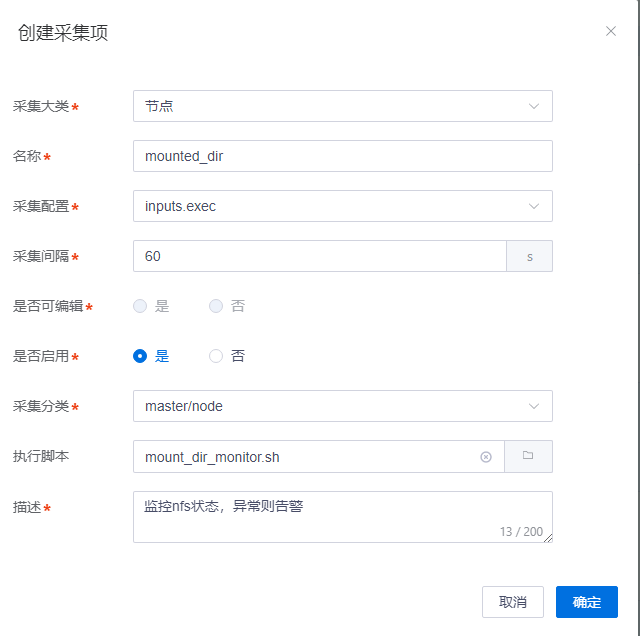 创建采集项
采集大类* 节点
名称* mounted_dir
采集配置* inputs.exec
采集间隔* 60 s
是否可编辑* 是 否
是否启用* 是 否
采集分类* master/node
执行脚本 mount_dir_monitor.sh
描述* 监控nfs状态，异常则告警
13 / 200
取消 确定